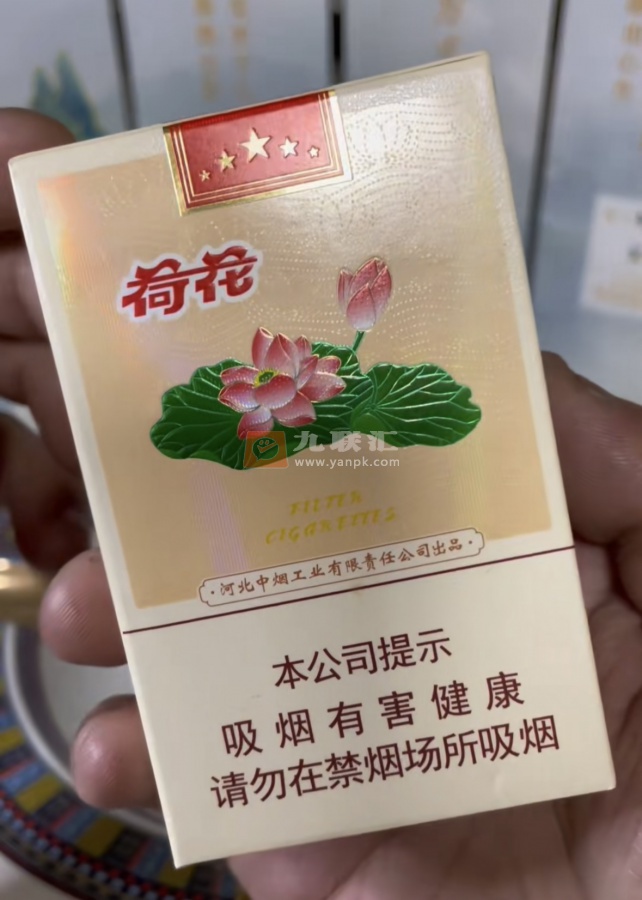 荷花
九联汇
www.yanpk.com
FILTER
CIGARETTES
·河北中烟工业有限责任公司出品·
本公司提示
吸烟有害健康
请勿在禁烟场所吸烟